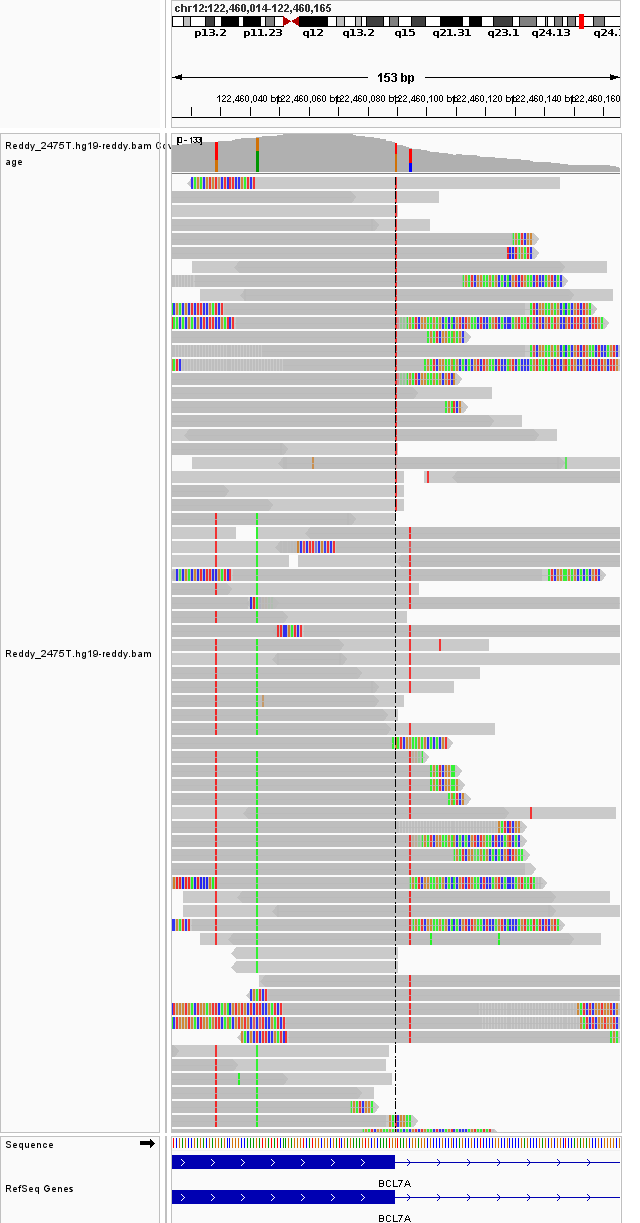 chr12:122,460,014-122,460,165
p13.2 p11.23 q12 q13.2 q15 q21.31 q23.1 q24.13 q24.
153 bp
122,460,040 bp 122,460,060 bp 122,460,080 bp 122,460,100 bp 122,460,120 bp 122,460,140 bp 122,460,160
Reddy_2475T.hg19-reddy.bam Cov
age
[0 - 133]
Reddy_2475T.hg19-reddy.bam
Sequence
RefSeq Genes
BCL7A
BCL7A